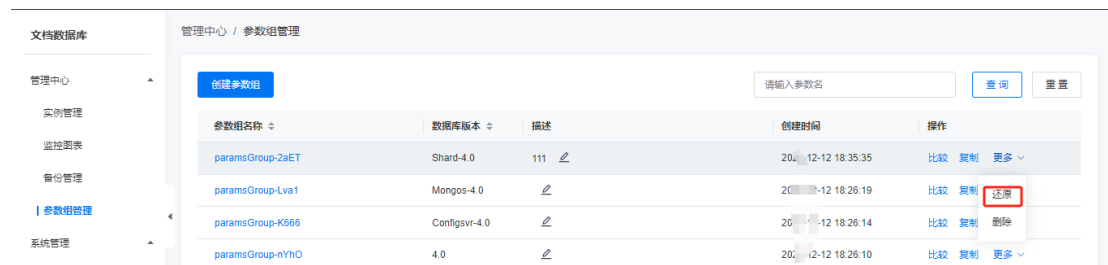 文档数据库
管理中心 / 参数组管理
管理中心
实例管理
监控图表
备份管理
参数组管理
系统管理
创建参数组
请输入参数名
查 询
重 置
参数组名称 数据库版本 描述 创建时间 操作
paramsGroup-2aET Shard-4.0 111 12-12 18:35:35 比较 复制 更多
paramsGroup-Lva1 Mongos-4.0 -12 18:26:19 比较 复制
还原
paramsGroup-K666 Configsvr-4.0 -12 18:26:14 比较 复制
删除
paramsGroup-nYhO 4.0 2-12 18:26:10 比较 复制 更多